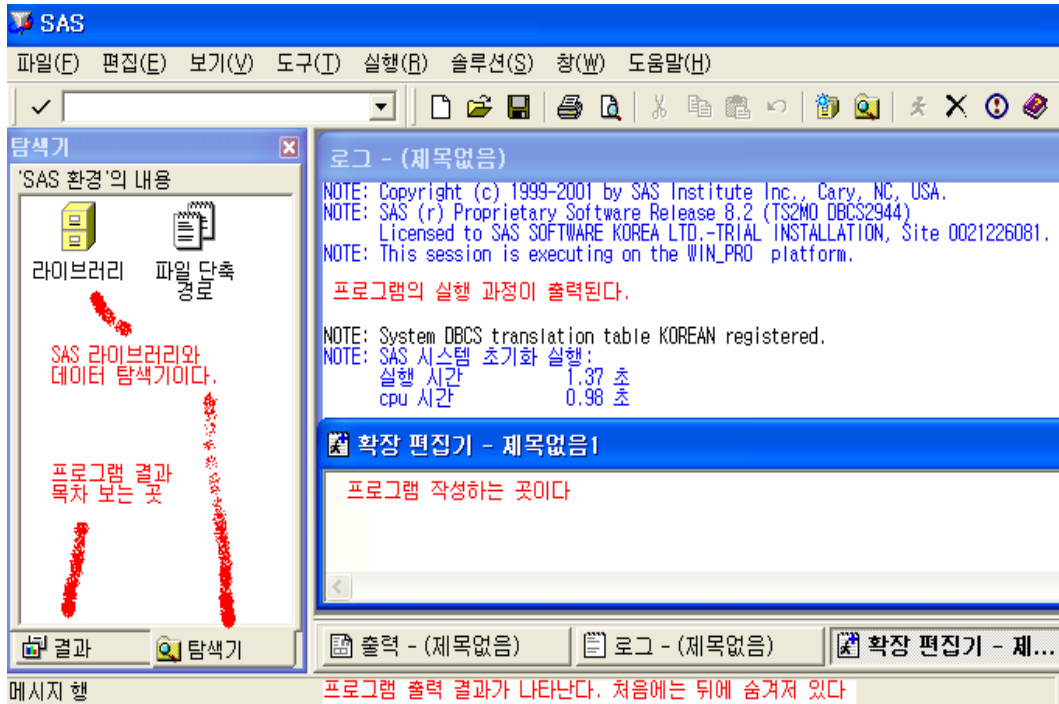 SAS
파일(F) 편집(E) 보기(V) 도구(T) 실행(R) 솔루션(S) 창(W) 도움말(H)
탐색기
'SAS 환경'의 내용
라이브러리
파일 단축
경로
SAS 라이브러리와
데이터 탐색기이다.
프로그램 결과
목차 보는 곳
결과
탐색기
로그 - (제목없음)
NOTE: Copyright (c) 1999-2001 by SAS Institute Inc., Cary, NC, USA.
NOTE: SAS (r) Proprietary Software Release 8.2 (TS2M0 DBCS2944)
Licensed to SAS SOFTWARE KOREA LTD.-TRIAL INSTALLATION, Site 0021226081.
NOTE: This session is executing on the WIN_PRO platform.
프로그램의 실행 과정이 출력된다.
NOTE: System DBCS translation table KOREAN registered.
NOTE: SAS 시스템 초기화 실행:
실행 시간 1.37 초
cpu 시간 0.98 초
확장 편집기 - 제목없음1
프로그램 작성하는 곳이다
출력 - (제목없음)
로그 - (제목없음)
확장 편집기 - 제...
메시지 행
프로그램 출력 결과가 나타난다. 처음에는 뒤에 숨겨져 있다